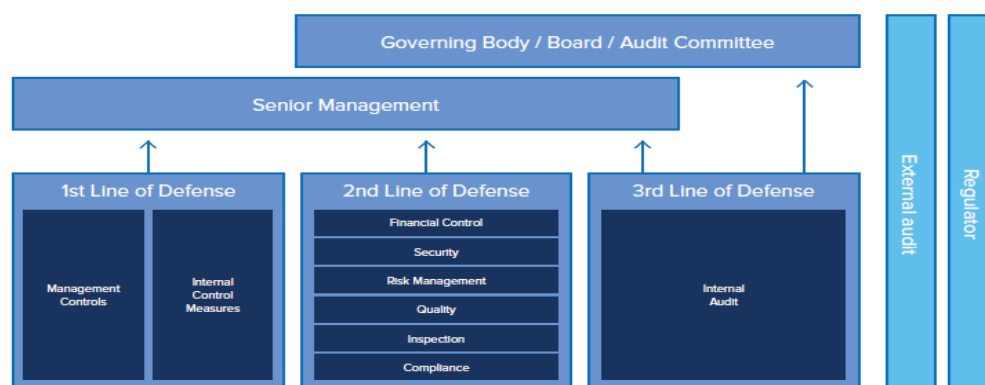 Governing Body / Board / Audit Committee
Senior Management
1st Line of Defense
Management
Controls
Internal
Control
Measures
2nd Line of Defense
Financial Control
Security
Risk Management
Quality
Inspection
Compliance
3rd Line of Defense
Internal
Audit
External audit
Regulator